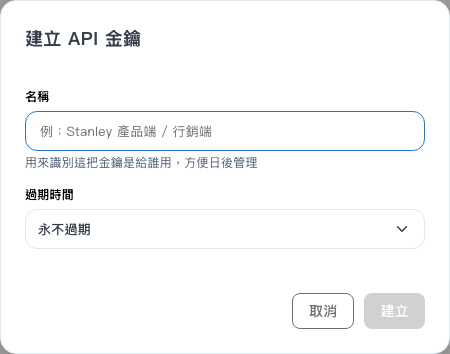 建立 API 金鑰
名稱
例：Stanley 產品端 / 行銷端
用來識別這把金鑰是給誰用，方便日後管理
過期時間
永不過期
取消
建立